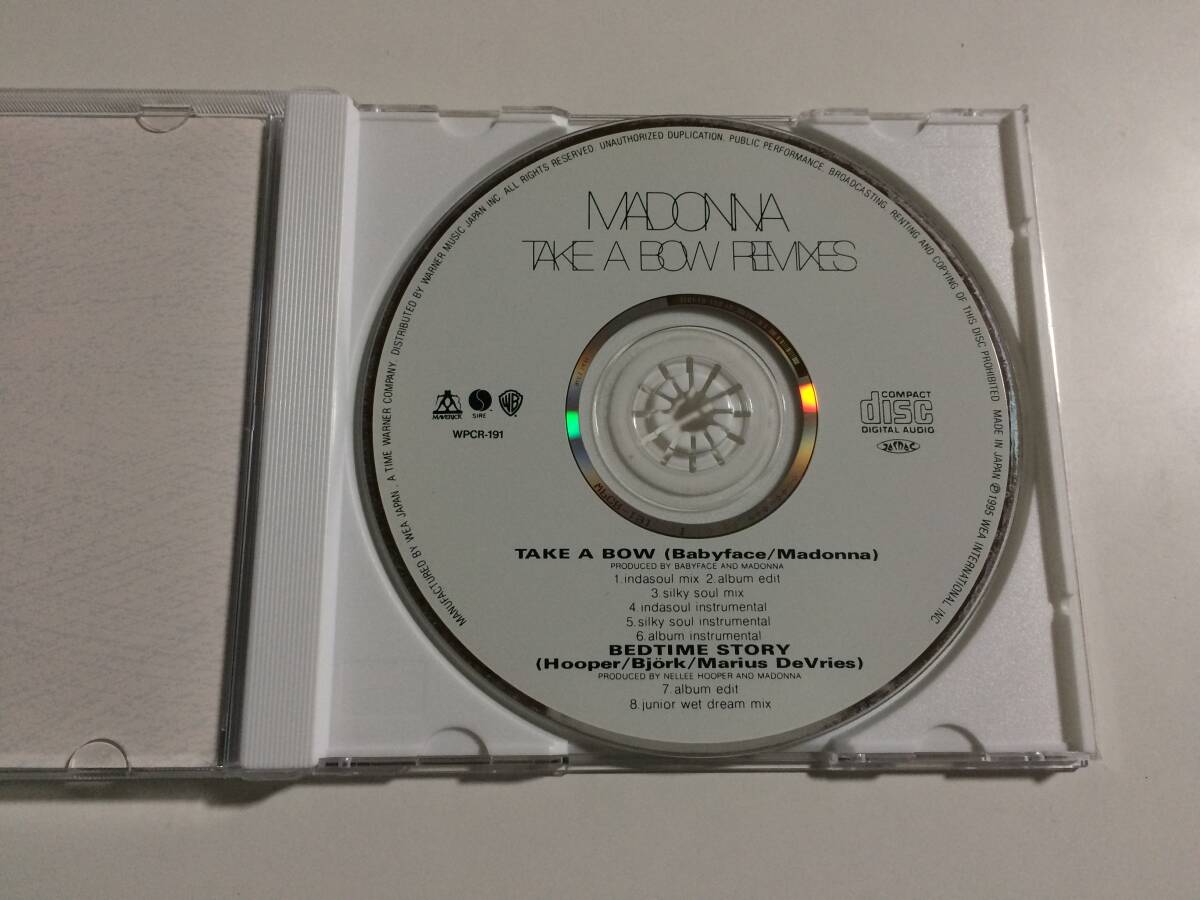 MANUFACTURED BY WEA JAPAN, A TIME WARNER COMPANY. DISTRIBUTED BY WARNER MUSIC JAPAN INC. ALL RIGHTS RESERVED. UNAUTHORIZED DUPLICATION, PUBLIC PERFORMANCE, BROADCASTING, RENTING AND COPYING OF THIS DISC PROHIBITED. MADE IN JAPAN ℗1995 WEA INTERNATIONAL INC.
MADONNA
TAKE A BOW REMIXES
MAVERICK
SIRE
WB
WPCR-191
COMPACT
disc
DIGITAL AUDIO
JASRAC
WPCR-191
TAKE A BOW (Babyface/Madonna)
PRODUCED BY BABYFACE AND MADONNA
1.indasoul mix 2.album edit
3.silky soul mix
4.indasoul instrumental
5.silky soul instrumental
6.album instrumental
BEDTIME STORY
(Hooper/Björk/Marius DeVries)
PRODUCED BY NELLEE HOOPER AND MADONNA
7.album edit
8.junior wet dream mix